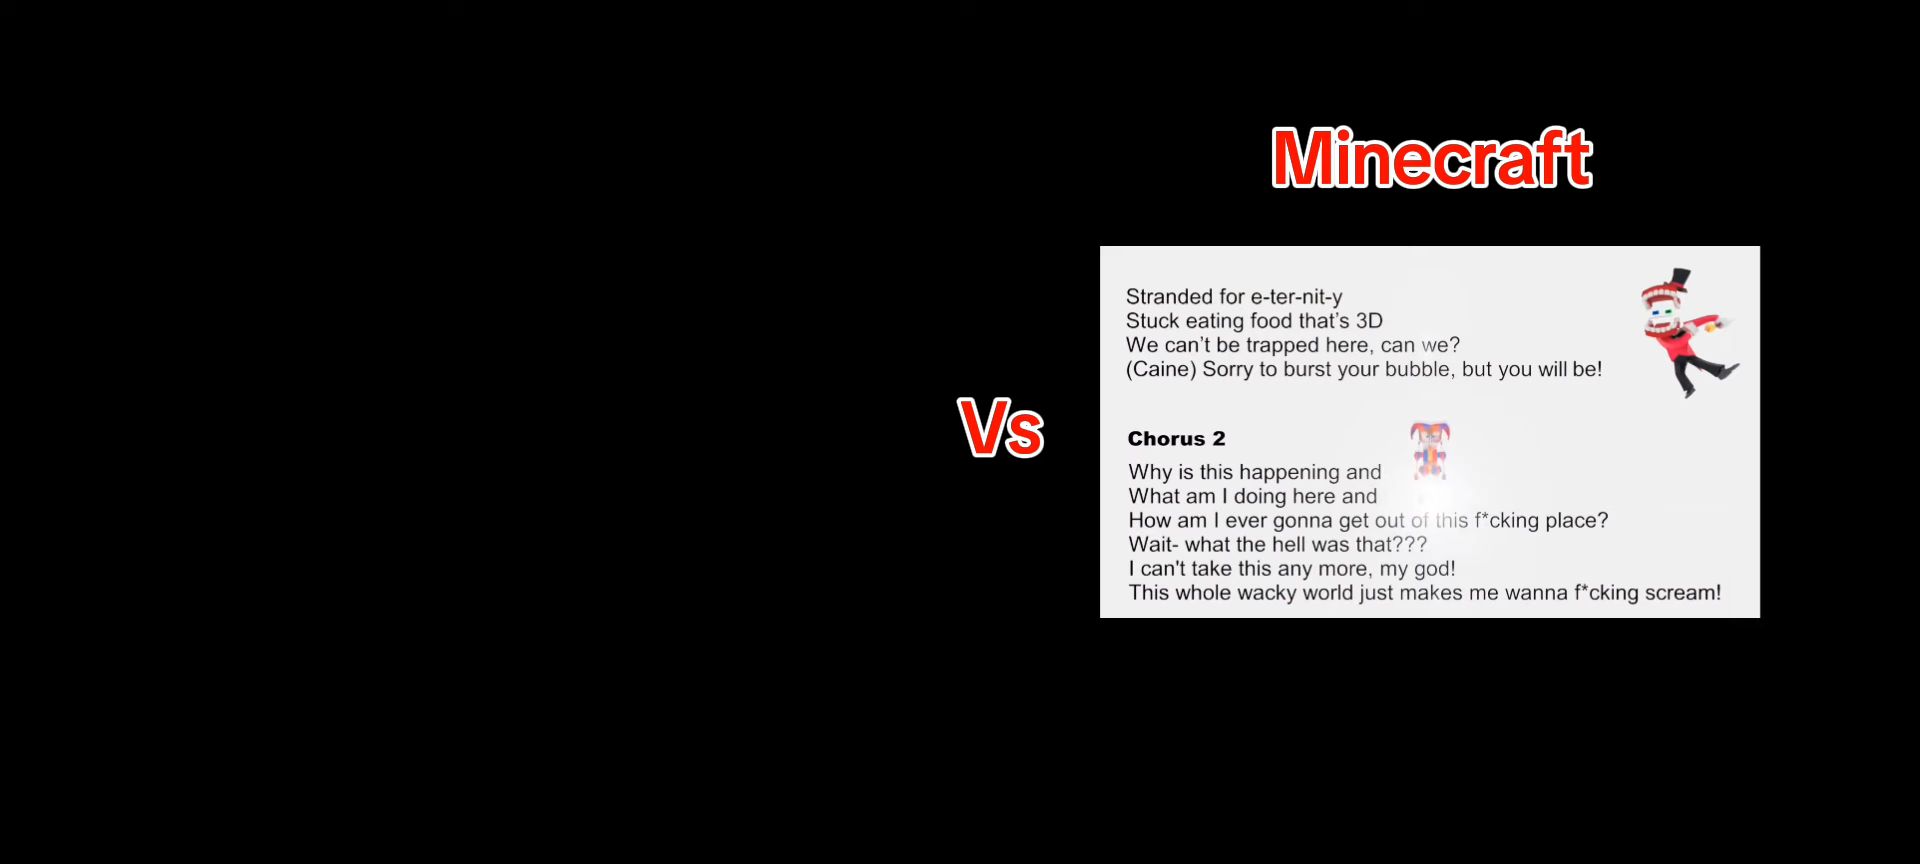 Minecraft
Vs
Stranded for e-ter-nit-y
Stuck eating food that's 3D
We can't be trapped here, can we?
(Caine) Sorry to burst your bubble, but you will be!
Chorus 2
Why is this happening and
What am I doing here and
How am I ever gonna get out of this f*cking place?
Wait- what the hell was that???
I can't take this any more, my god!
This whole wacky world just makes me wanna f*cking scream!